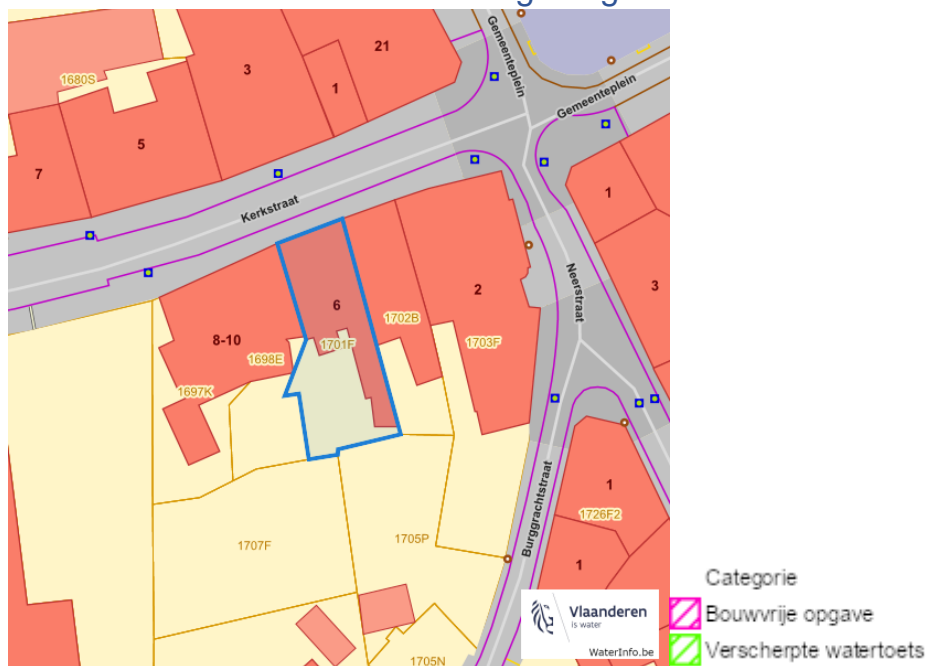 Gemeenteplein
21
3
1
1680S
Gemeenteplein
5
7
1
Kerkstraat
Neerstraat
3
2
6
1702B
8-10
1701F
1703F
1698E
1697K
Burggrachtstraat
1
1726F2
1707F
1705P
1
1
Categorie
Vlaanderen
is water
Bouwvrije opgave
WaterInfo.be
Verscherpte watertoets
1705N